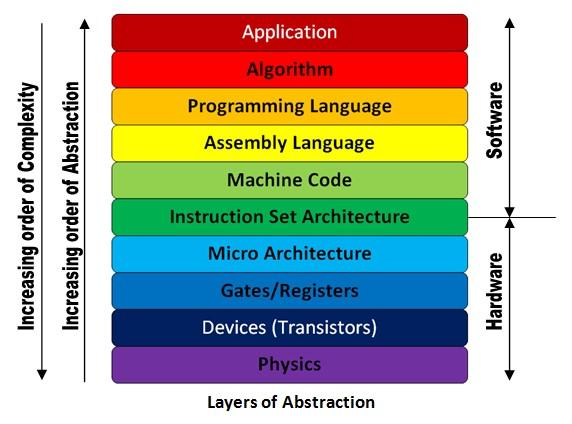 Application
Algorithm
Programming Language
Assembly Language
Machine Code
Instruction Set Architecture
Micro Architecture
Gates/Registers
Devices (Transistors)
Physics
Increasing order of Complexity
Increasing order of Abstraction
Software
Hardware
Layers of Abstraction